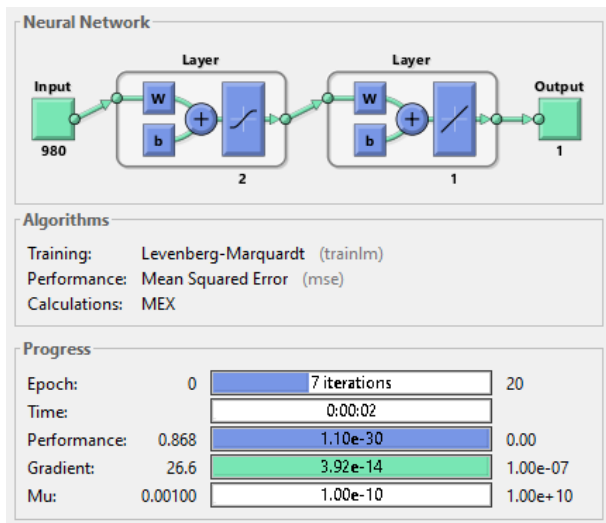 Neural Network
Layer Layer
Input Output
W W
+ +
b b
980 1
2 1
Algorithms
Training: Levenberg-Marquardt (trainlm)
Performance: Mean Squared Error (mse)
Calculations: MEX
Progress
Epoch: 0 7 iterations 20
Time: 0:00:02
Performance: 0.868 1.10e-30 0.00
Gradient: 26.6 3.92e-14 1.00e-07
Mu: 0.00100 1.00e-10 1.00e+10